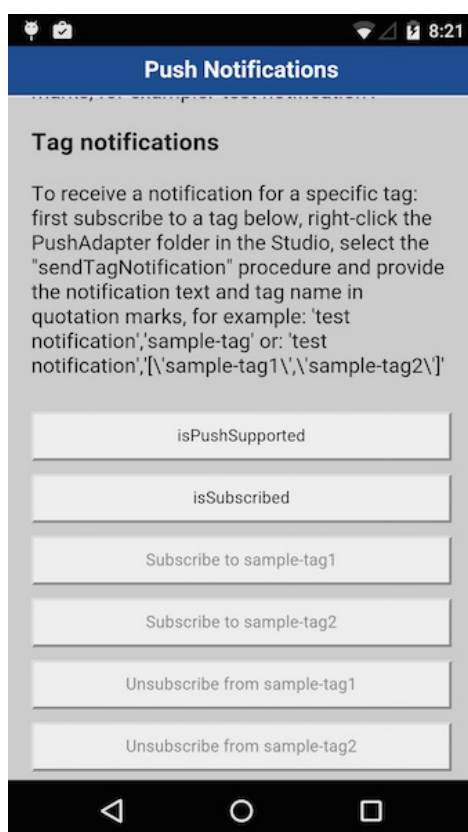 8:21
Push Notifications
Tag notifications
To receive a notification for a specific tag:
first subscribe to a tag below, right-click the
PushAdapter folder in the Studio, select the
"sendTagNotification" procedure and provide
the notification text and tag name in
quotation marks, for example: 'test
notification','sample-tag' or: 'test
notification','[\'sample-tag1\',\'sample-tag2\']'
isPushSupported
isSubscribed
Subscribe to sample-tag1
Subscribe to sample-tag2
Unsubscribe from sample-tag1
Unsubscribe from sample-tag2